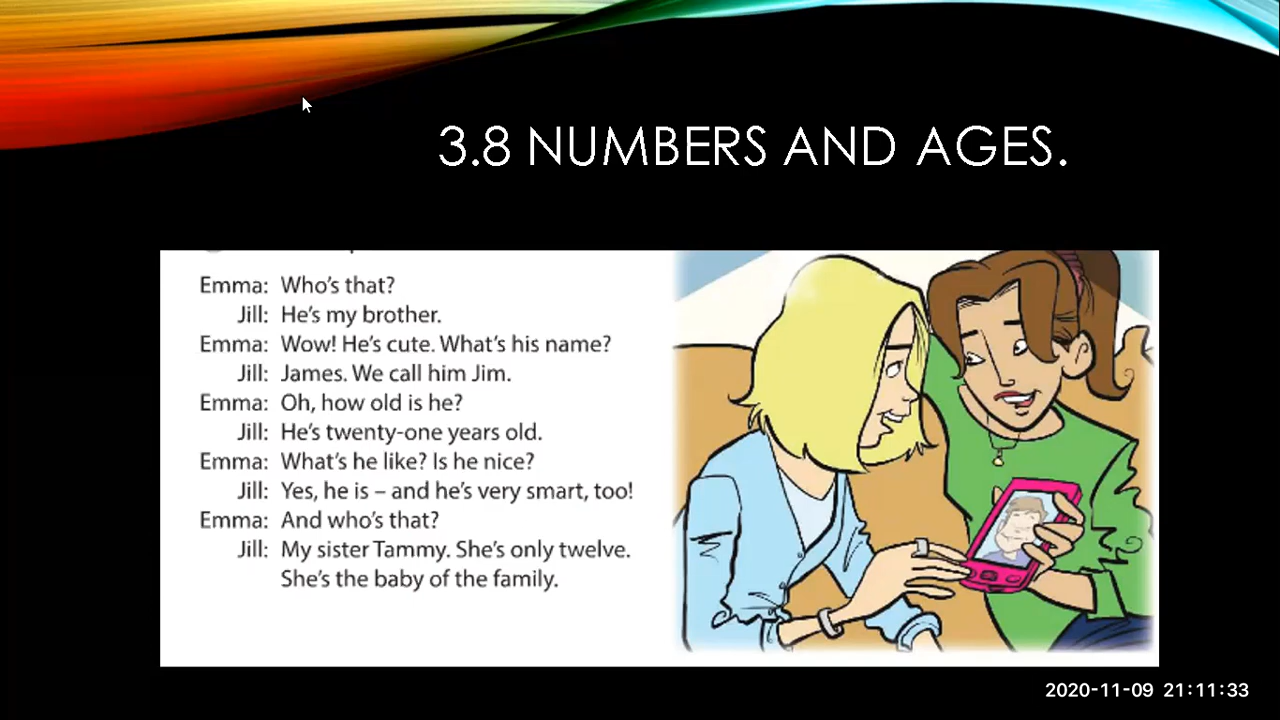 3.8 NUMBERS AND AGES.
Emma: Who's that?
Jill: He's my brother.
Emma: Wow! He's cute. What's his name?
Jill: James. We call him Jim.
Emma: Oh, how old is he?
Jill: He's twenty-one years old.
Emma: What's he like? Is he nice?
Jill: Yes, he is – and he's very smart, too!
Emma: And who's that?
Jill: My sister Tammy. She's only twelve.
She's the baby of the family.
2020-11-09 21:11:33